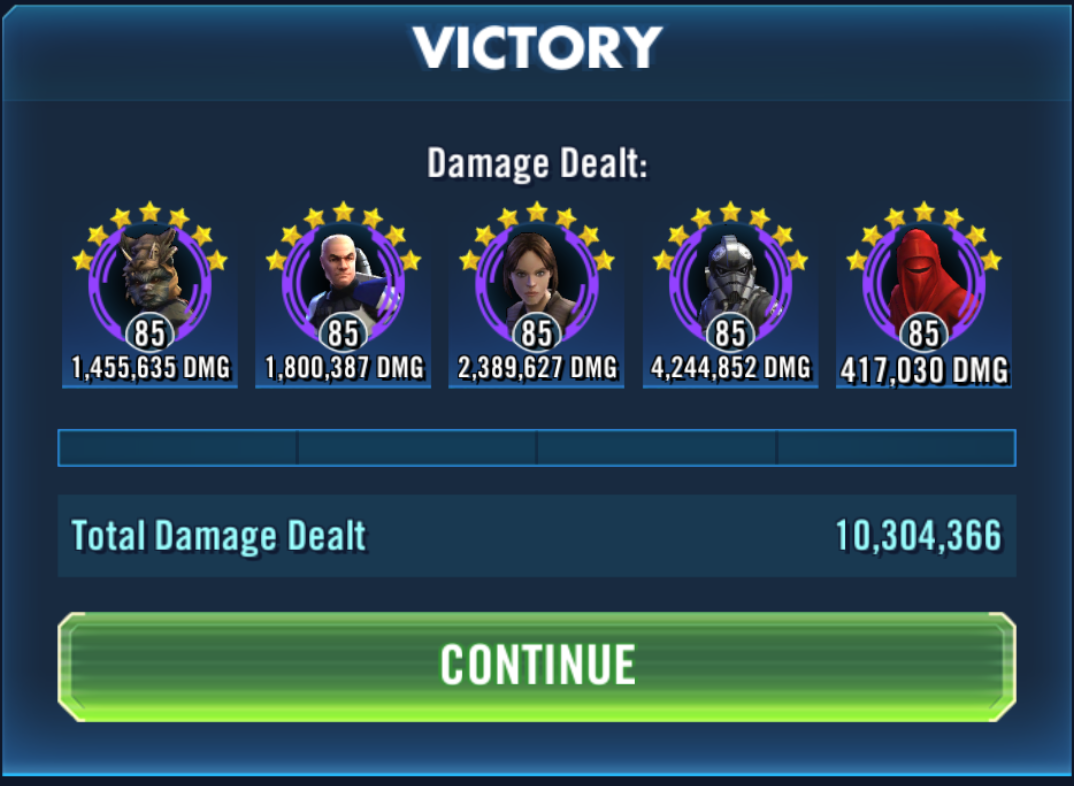 VICTORY
Damage Dealt:
85 85 85 85 85
1,455,635 DMG 1,800,387 DMG 2,389,627 DMG 4,244,852 DMG 417,030 DMG
Total Damage Dealt 10,304,366
CONTINUE